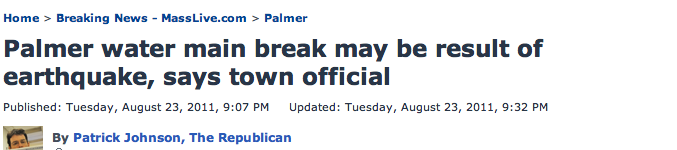 Home > Breaking News - MassLive.com > Palmer
Palmer water main break may be result of
earthquake, says town official
Published: Tuesday, August 23, 2011, 9:07 PM Updated: Tuesday, August 23, 2011, 9:32 PM
By Patrick Johnson, The Republican